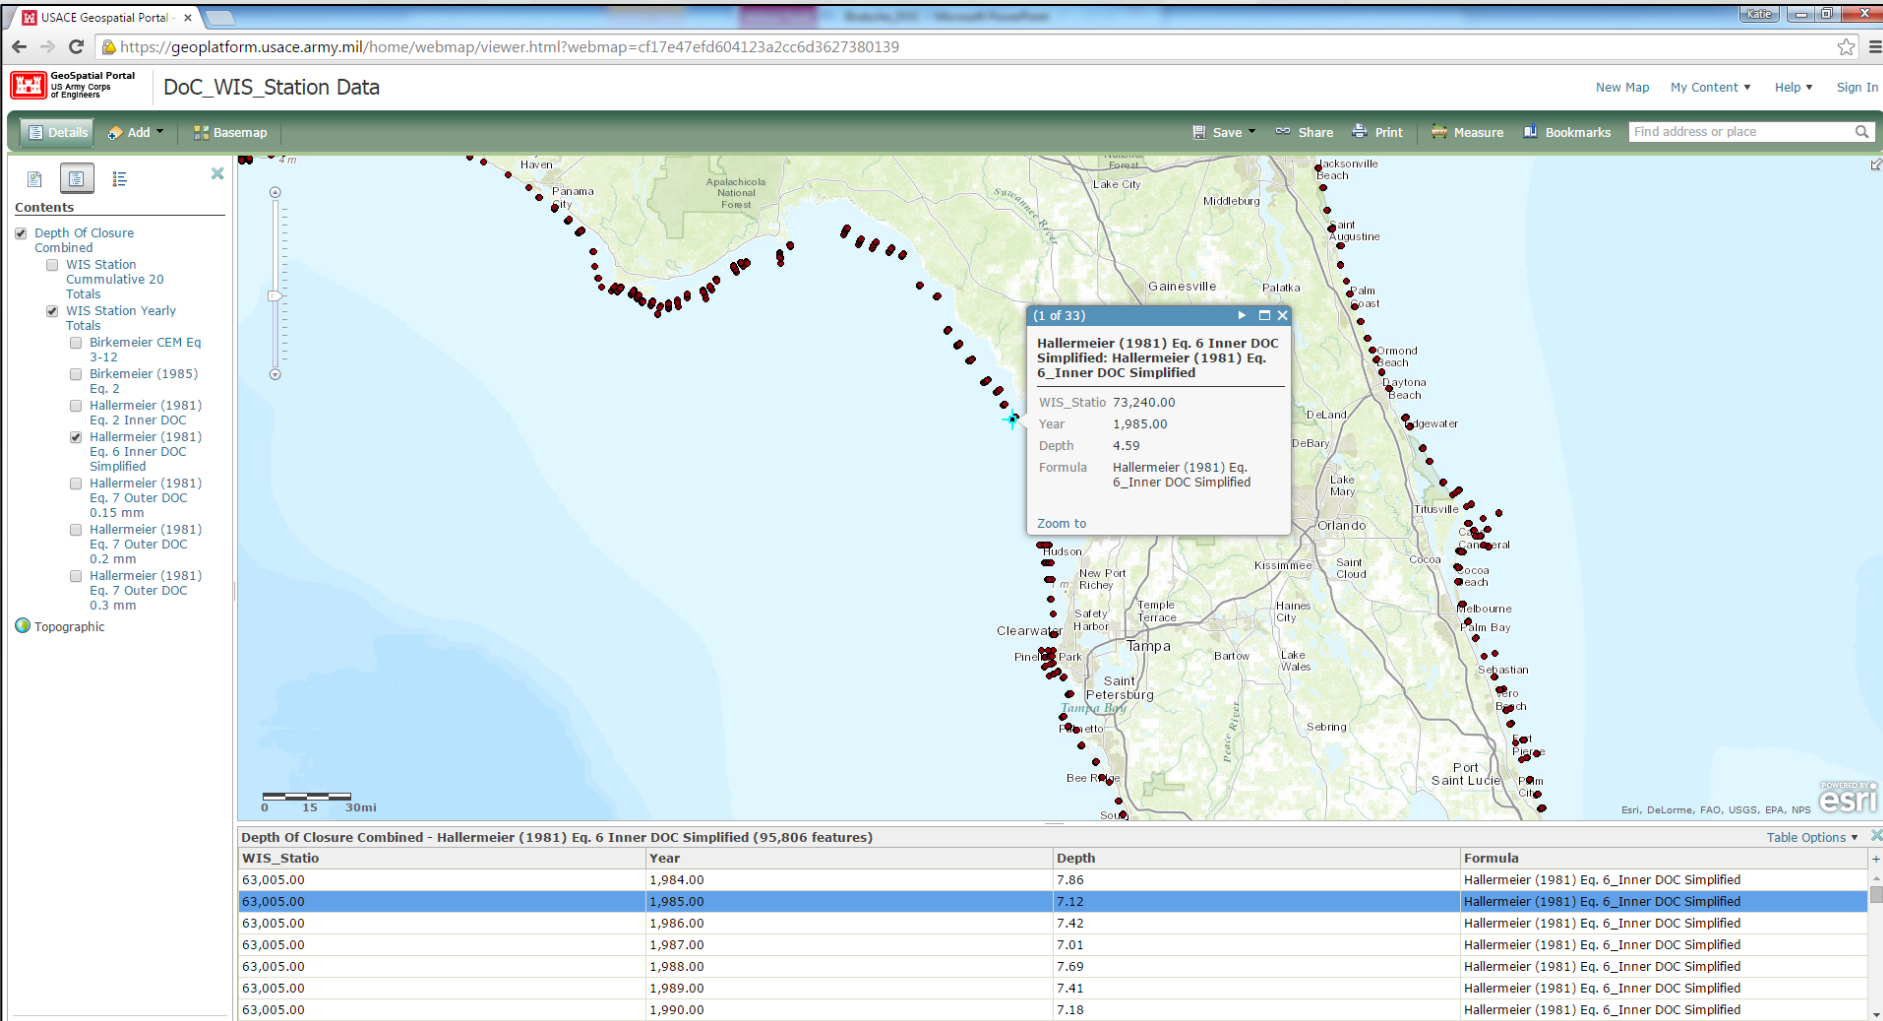 USACE Geospatial Portal -
Katie
https://geoplatform.usace.army.mil/home/webmap/viewer.html?webmap=cf17e47efd604123a2cc6d3627380139
GeoSpatial Portal
US Army Corps
of Engineers
DoC_WIS_Station Data
New Map My Content Help Sign In
Details Add Basemap
Save Share Print Measure Bookmarks Find address or place
Contents
Depth Of Closure
Combined
WIS Station
Cummulative 20
Totals
WIS Station Yearly
Totals
Birkemeier CEM Eq
3-12
Birkemeier (1985)
Eq. 2
Hallermeier (1981)
Eq. 2 Inner DOC
Hallermeier (1981)
Eq. 6 Inner DOC
Simplified
Hallermeier (1981)
Eq. 7 Outer DOC
0.15 mm
Hallermeier (1981)
Eq. 7 Outer DOC
0.2 mm
Hallermeier (1981)
Eq. 7 Outer DOC
0.3 mm
Topographic
Haven
Panama
City
Apalachicola
National
Forest
Forest
Lake City
Suwannee River
Middleburg
Jacksonville
Beach
Saint
Augustine
Gainesville
Palatka
Palm
Coast
Ormond
Beach
Daytona
Beach
DeLand
DeBary
Lake
Mary
Titusville
Orlando
Kissimmee
Saint
Cloud
Cocoa
Cocoa
Beach
Melbourne
Palm Bay
Sebastian
Vero
Beach
Fort
Pierce
Port
Saint Lucie
Palm
City
Hudson
New Port
Richey
Safety
Harbor
Temple
Terrace
Haines
City
Clearwater
Tampa
Bartow
Lake
Wales
Saint
Petersburg
Tampa Bay
Peace River
Sebring
(1 of 33)
Hallermeier (1981) Eq. 6 Inner DOC
Simplified: Hallermeier (1981) Eq.
6_Inner DOC Simplified
WIS_Statio 73,240.00
Year 1,985.00
Depth 4.59
Formula Hallermeier (1981) Eq.
6_Inner DOC Simplified
Zoom to
0 15 30mi
Esri, DeLorme, FAO, USGS, EPA, NPS
POWERED BY
esri
Depth Of Closure Combined - Hallermeier (1981) Eq. 6 Inner DOC Simplified (95,806 features)
Table Options
WIS_Statio Year Depth Formula
63,005.00 1,984.00 7.86 Hallermeier (1981) Eq. 6_Inner DOC Simplified
63,005.00 1,985.00 7.12 Hallermeier (1981) Eq. 6_Inner DOC Simplified
63,005.00 1,986.00 7.42 Hallermeier (1981) Eq. 6_Inner DOC Simplified
63,005.00 1,987.00 7.01 Hallermeier (1981) Eq. 6_Inner DOC Simplified
63,005.00 1,988.00 7.69 Hallermeier (1981) Eq. 6_Inner DOC Simplified
63,005.00 1,989.00 7.41 Hallermeier (1981) Eq. 6_Inner DOC Simplified
63,005.00 1,990.00 7.18 Hallermeier (1981) Eq. 6_Inner DOC Simplified